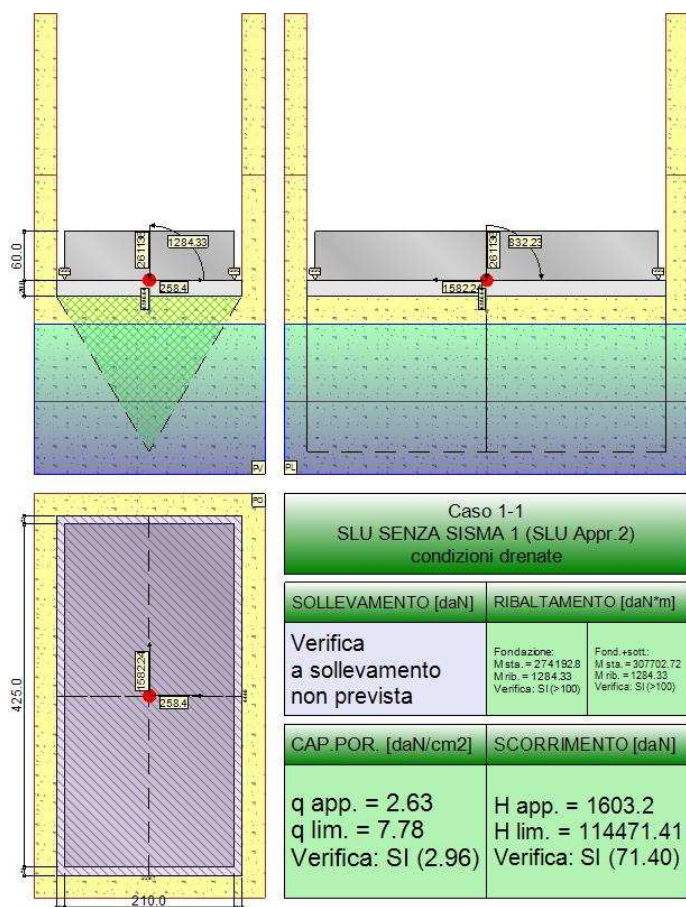 60.0
1284.33
258.4
PV
832.23
1582.24
PL
PO
425.0
1582.24
258.4
210.0
Caso 1-1
SLU SENZA SISMA 1 (SLU Appr.2)
condizioni drenate
SOLLEVAMENTO [daN]
Verifica
a sollevamento
non prevista
RIBALTAMENTO [daN*m]
Fondazione:
M sta. = 274192.8
M rib. = 1284.33
Verifica: SI (>100)
Fond.+sott.:
M sta. = 307702.72
M rib. = 1284.33
Verifica: SI (>100)
CAP.POR. [daN/cm2]
q app. = 2.63
q lim. = 7.78
Verifica: SI (2.96)
SCORRIMENTO [daN]
H app. = 1603.2
H lim. = 114471.41
Verifica: SI (71.40)